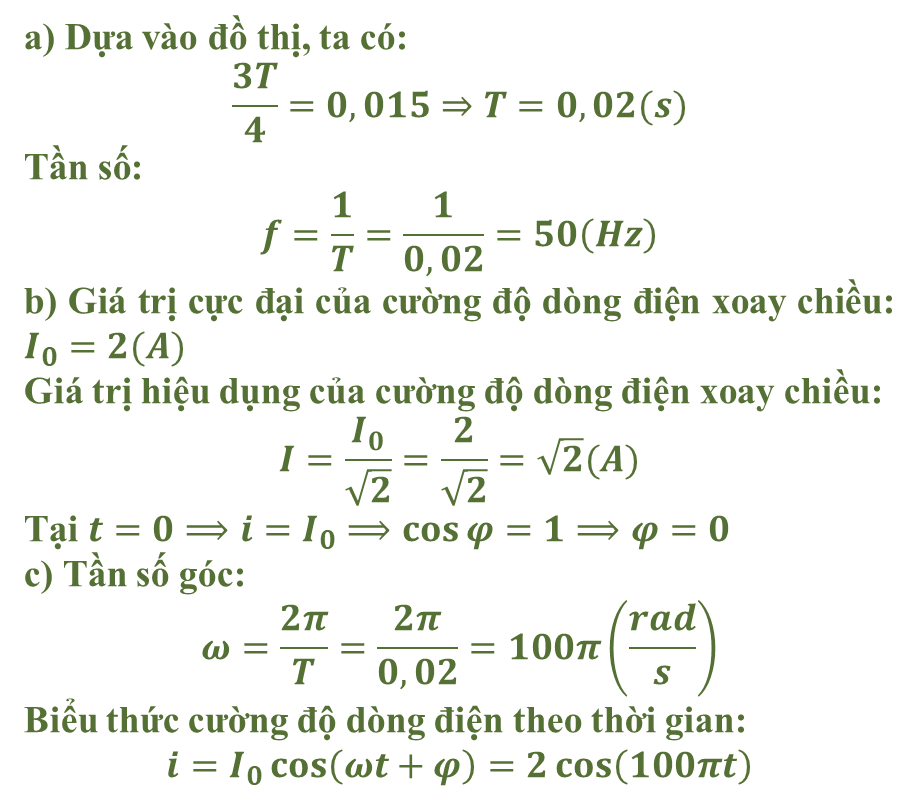 a) Dựa vào đồ thị, ta có:
3T/4 = 0,015 ⇒ T = 0,02(s)
Tần số:
f = 1/T = 1/0,02 = 50(Hz)
b) Giá trị cực đại của cường độ dòng điện xoay chiều:
I₀ = 2(A)
Giá trị hiệu dụng của cường độ dòng điện xoay chiều:
I = I₀/√2 = 2/√2 = √2(A)
Tại t = 0 ⟹ i = I₀ ⟹ cos φ = 1 ⟹ φ = 0
c) Tần số góc:
ω = 2π/T = 2π/0,02 = 100π(rad/s)
Biểu thức cường độ dòng điện theo thời gian:
i = I₀ cos(ωt + φ) = 2 cos(100πt)